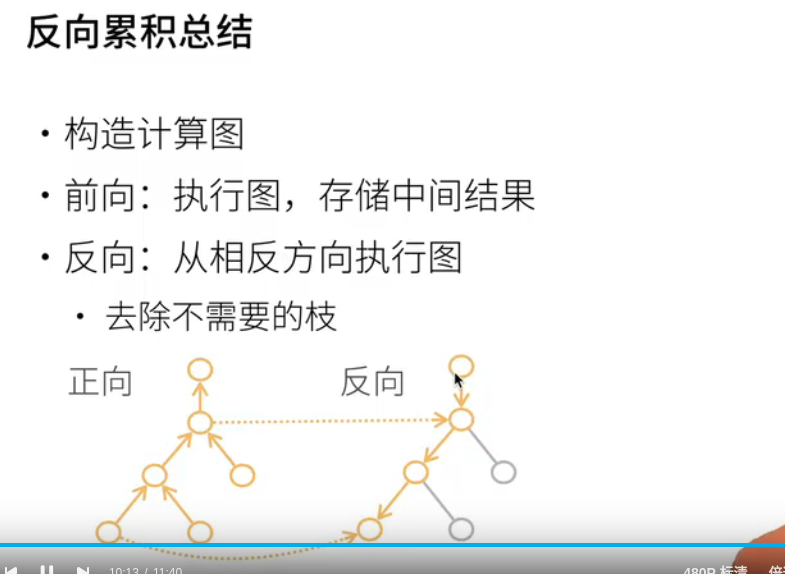 反向累积总结
• 构造计算图
• 前向：执行图，存储中间结果
• 反向：从相反方向执行图
• 去除不需要的枝
正向 反向
10:13 / 11:40 480P 标清